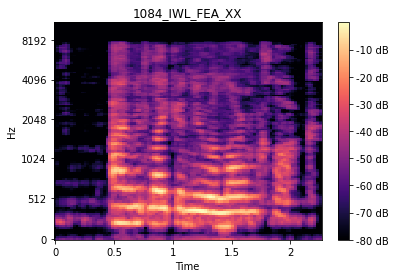 1084_IWL_FEA_XX
8192
4096
2048
1024
512
0
Hz
0
0.5
1
1.5
2
Time
-10 dB
-20 dB
-30 dB
-40 dB
-50 dB
-60 dB
-70 dB
-80 dB